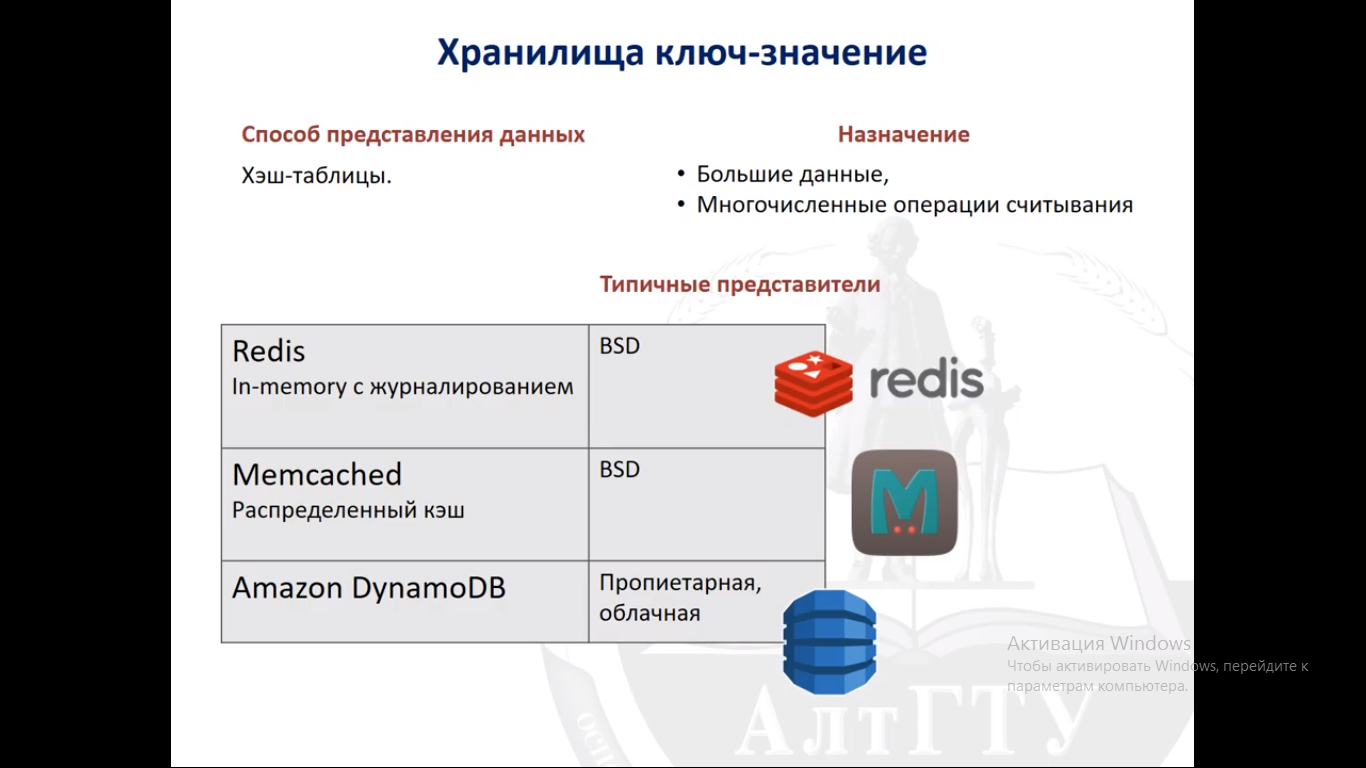 Хранилища ключ-значение
Способ представления данных
Хэш-таблицы.
Назначение
• Большие данные,
• Многочисленные операции считывания
Типичные представители
Redis
In-memory с журналированием
BSD
redis
Memcached
Распределенный кэш
BSD
M
Amazon DynamoDB
Пропиетарная,
облачная
Активация Windows
Чтобы активировать Windows, перейдите к
параметрам компьютера.
АлтГТУ